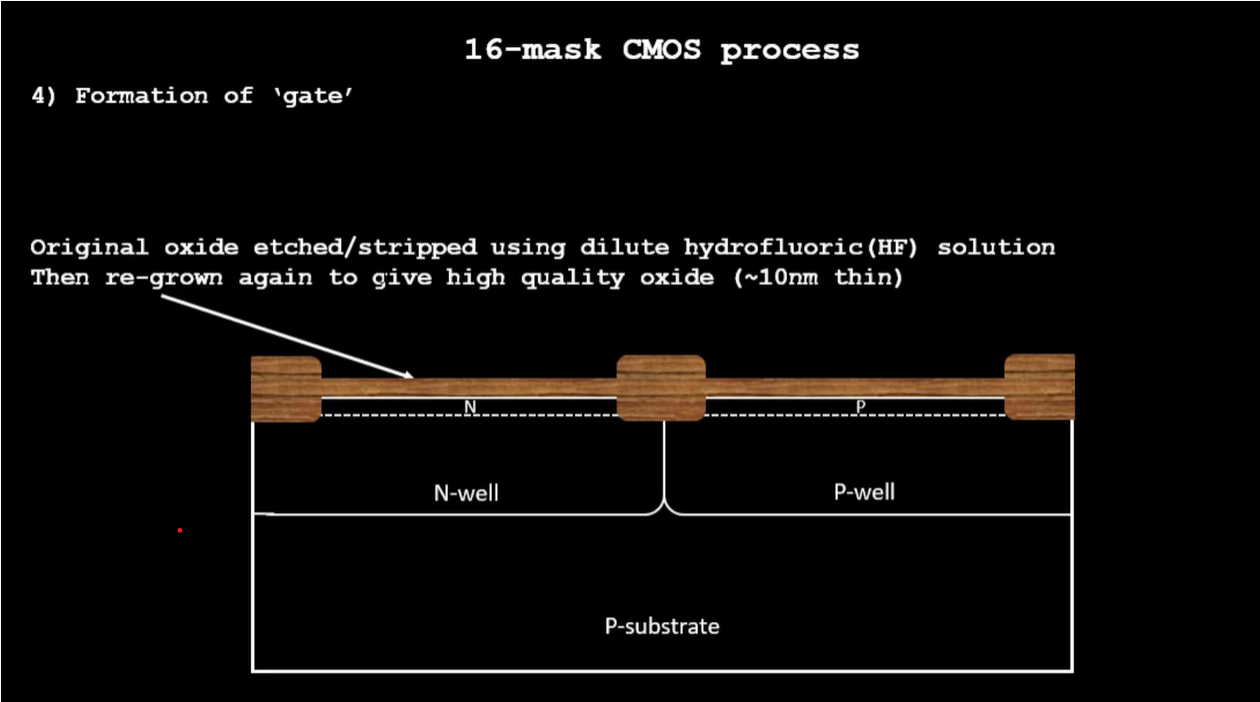 16-mask CMOS process
4) Formation of ‘gate’
Original oxide etched/stripped using dilute hydrofluoric(HF) solution
Then re-grown again to give high quality oxide (~10nm thin)
N
P
N-well
P-well
P-substrate